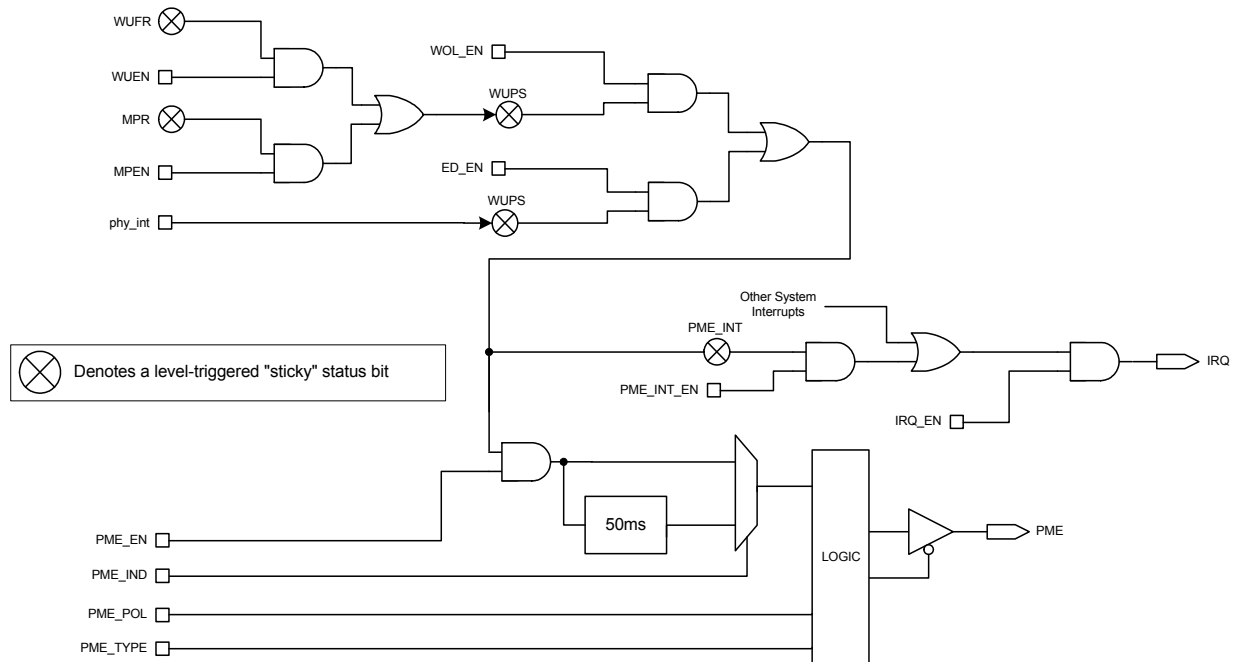 WUFR
WUEN
MPR
MPEN
phy_int
WOL_EN
WUPS
ED_EN
WUPS
Other System
Interrupts
PME_INT
PME_INT_EN
IRQ_EN
IRQ
Denotes a level-triggered "sticky" status bit
50ms
LOGIC
PME
PME_EN
PME_IND
PME_POL
PME_TYPE